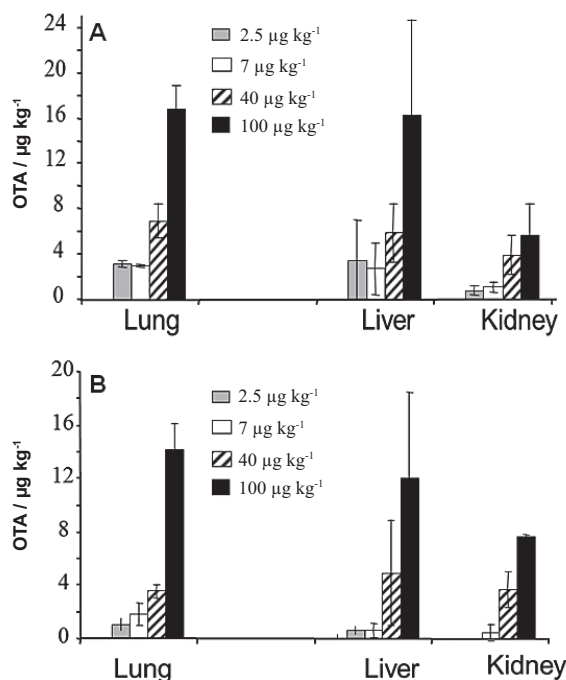 A
2.5 µg kg⁻¹
7 µg kg⁻¹
40 µg kg⁻¹
100 µg kg⁻¹
OTA / µg kg⁻¹
24
20
16
12
8
4
0
Lung Liver Kidney
B
2.5 µg kg⁻¹
7 µg kg⁻¹
40 µg kg⁻¹
100 µg kg⁻¹
OTA / µg kg⁻¹
20
16
12
8
4
0
Lung Liver Kidney